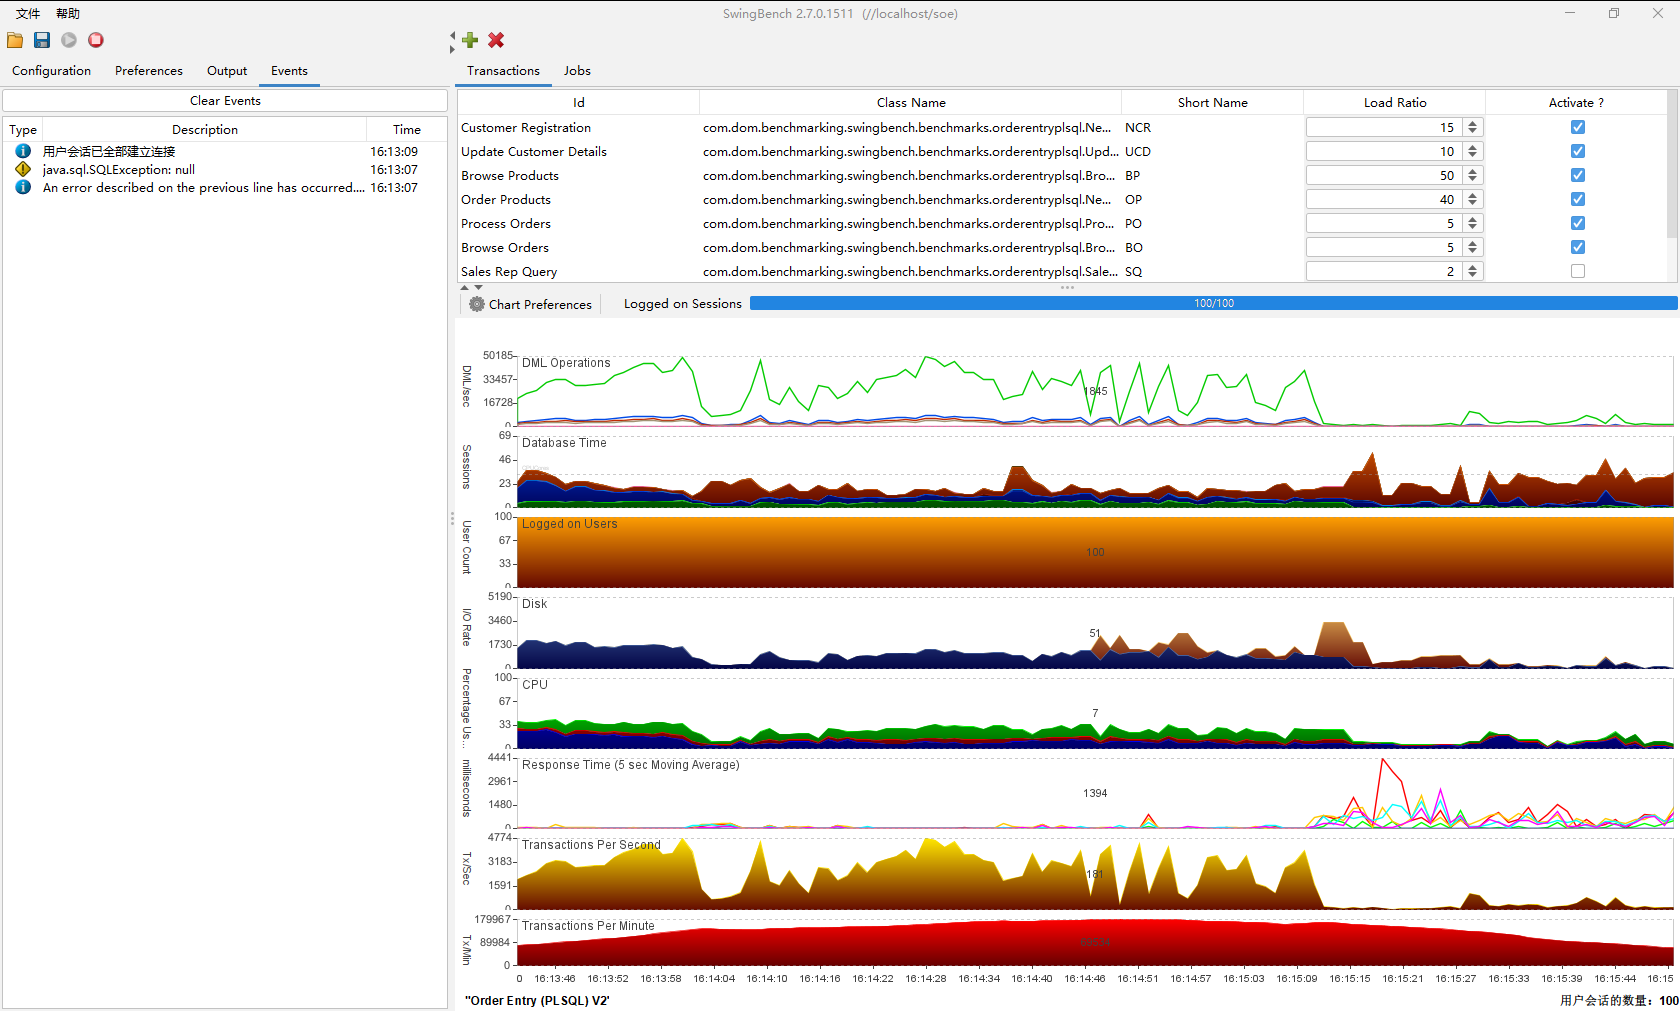 SwingBench 2.7.0.1511  (//localhost/soe)
文件 帮助
Configuration Preferences Output Events
Clear Events
Type Description Time
用户会话已全部建立连接 16:13:09
java.sql.SQLException: null 16:13:07
An error described on the previous line has occurred.... 16:13:07
Transactions Jobs
Id Class Name Short Name Load Ratio Activate ?
Customer Registration com.dom.benchmarking.swingbench.benchmarks.orderentryplsql.Ne... NCR 15
Update Customer Details com.dom.benchmarking.swingbench.benchmarks.orderentryplsql.Upd... UCD 10
Browse Products com.dom.benchmarking.swingbench.benchmarks.orderentryplsql.Bro... BP 50
Order Products com.dom.benchmarking.swingbench.benchmarks.orderentryplsql.Ne... OP 40
Process Orders com.dom.benchmarking.swingbench.benchmarks.orderentryplsql.Pro... PO 5
Browse Orders com.dom.benchmarking.swingbench.benchmarks.orderentryplsql.Bro... BO 5
Sales Rep Query com.dom.benchmarking.swingbench.benchmarks.orderentryplsql.Sale... SQ 2
Chart Preferences Logged on Sessions 100/100
DML/sec
50185
33457
16728
0
DML Operations
1845
Sessions
69
46
23
0
Database Time
User Count
100
67
33
0
Logged on Users
100
I/O Rate
5190
3460
1730
0
Disk
51
Percentage Us...
100
67
33
0
CPU
7
milliseconds
4441
2961
1480
0
Response Time (5 sec Moving Average)
1394
Tx/Sec
4774
3183
1591
0
Transactions Per Second
181
Tx/Min
179967
89984
0
Transactions Per Minute
0 16:13:46 16:13:52 16:13:58 16:14:04 16:14:10 16:14:16 16:14:22 16:14:28 16:14:34 16:14:40 16:14:46 16:14:51 16:14:57 16:15:03 16:15:09 16:15:15 16:15:21 16:15:27 16:15:33 16:15:39 16:15:44 16:15
"Order Entry (PLSQL) V2'
用户会话的数量：100